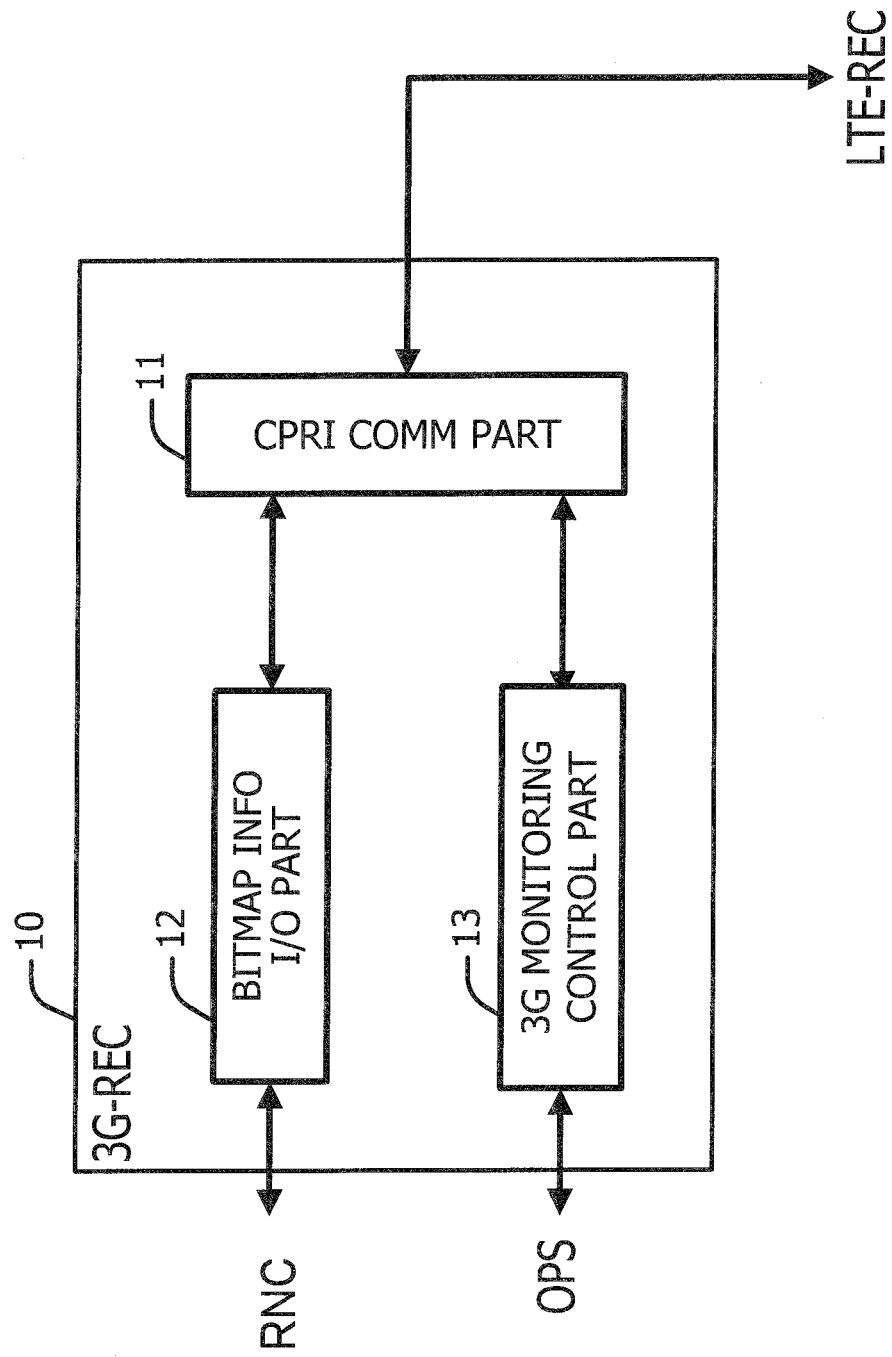 10
3G-REC
RNC
12
BITMAP INFO
I/O PART
11
CPRI COMM PART
OPS
13
3G MONITORING
CONTROL PART
LTE-REC